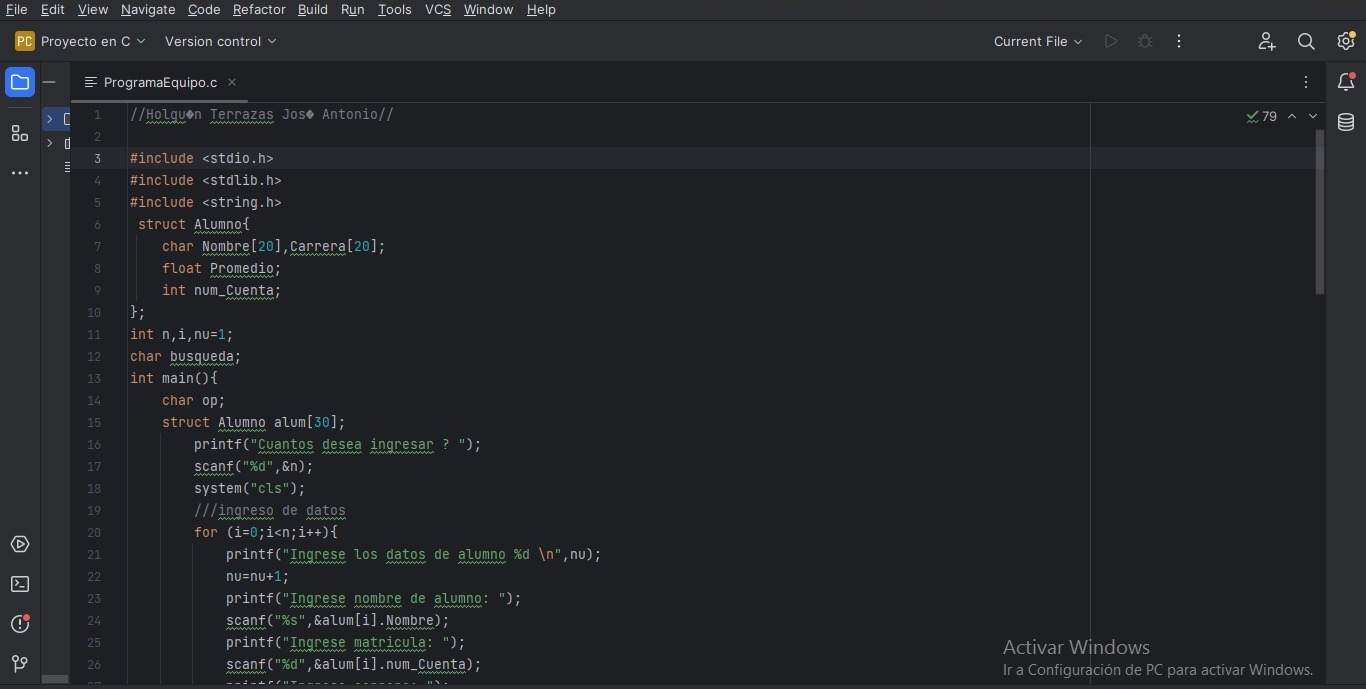 File Edit View Navigate Code Refactor Build Run Tools VCS Window Help
PC Proyecto en C Version control Current File
ProgramaEquipo.c
79
1 //Holgu�n Terrazas Jos� Antonio//
2
3 #include <stdio.h>
4 #include <stdlib.h>
5 #include <string.h>
6 struct Alumno{
7 char Nombre[20],Carrera[20];
8 float Promedio;
9 int num_Cuenta;
10 };
11 int n,i,nu=1;
12 char busqueda;
13 int main(){
14 char op;
15 struct Alumno alum[30];
16 printf("Cuantos desea ingresar ? ");
17 scanf("%d",&n);
18 system("cls");
19 ///ingreso de datos
20 for (i=0;i<n;i++){
21 printf("Ingrese los datos de alumno %d \n",nu);
22 nu=nu+1;
23 printf("Ingrese nombre de alumno: ");
24 scanf("%s",&alum[i].Nombre);
25 printf("Ingrese matricula: ");
26 scanf("%d",&alum[i].num_Cuenta);
Activar Windows
Ir a Configuración de PC para activar Windows.